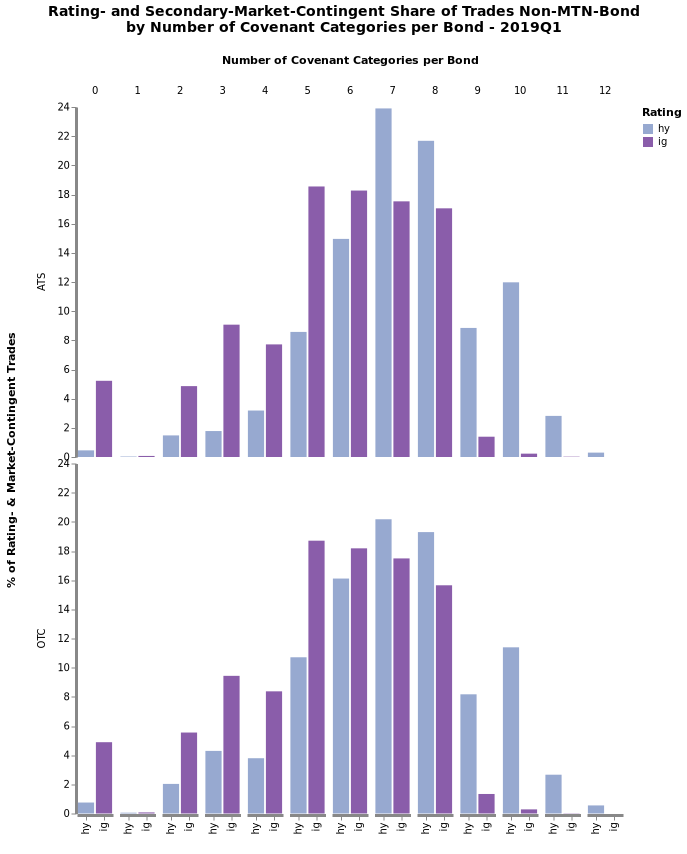 Rating- and Secondary-Market-Contingent Share of Trades Non-MTN-Bond
by Number of Covenant Categories per Bond - 2019Q1
Number of Covenant Categories per Bond
0 1 2 3 4 5 6 7 8 9 10 11 12
Rating
hy
ig
24
22
20
18
16
14
12
10
8
6
4
2
0
ATS
% of Rating- & Market-Contingent Trades
24
22
20
18
16
14
12
10
8
6
4
2
0
OTC
hy ig hy ig hy ig hy ig hy ig hy ig hy ig hy ig hy ig hy ig hy ig hy ig hy ig